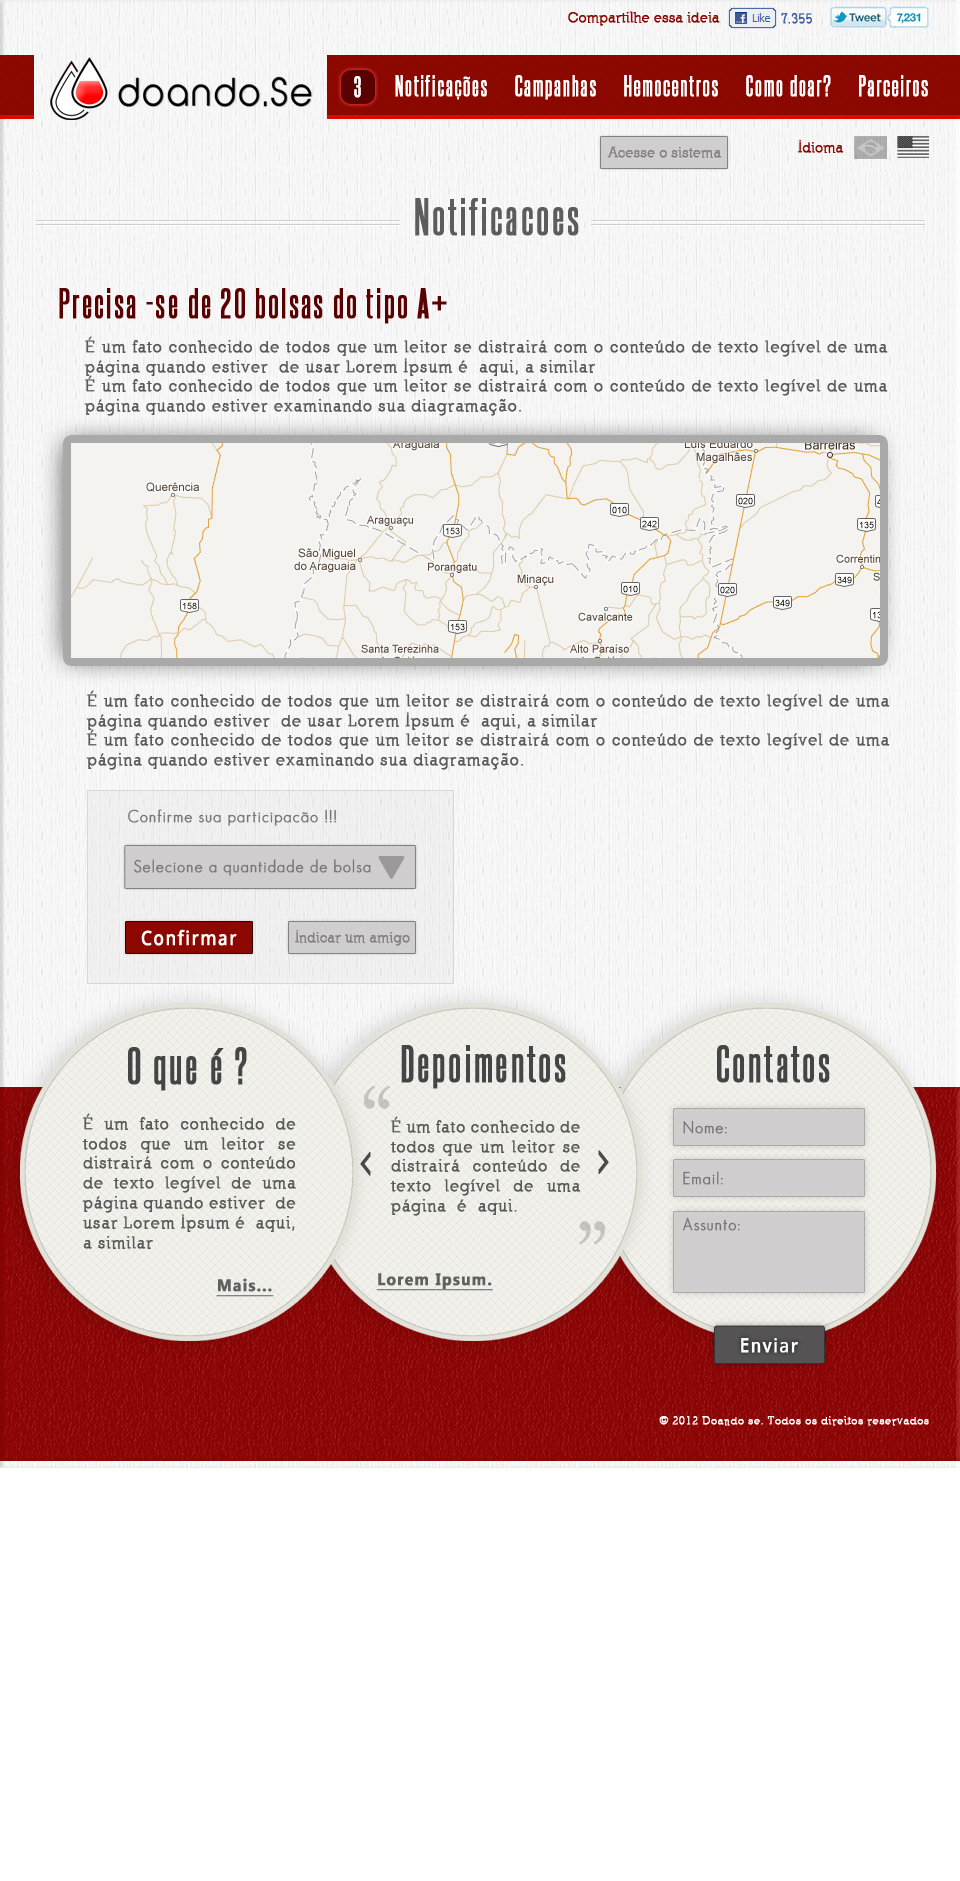 Compartilhe essa ideia Like 7.355 Tweet 7,231
doando.Se 3 Notificações Campanhas Hemocentros Como doar? Parceiros
Acesse o sistema Idioma
Notificacoes
Precisa -se de 20 bolsas do tipo A+
É um fato conhecido de todos que um leitor se distrairá com o conteúdo de texto legível de uma
página quando estiver de usar Lorem Ipsum é aqui, a similar
É um fato conhecido de todos que um leitor se distrairá com o conteúdo de texto legível de uma
página quando estiver examinando sua diagramação.
Araguaia Luís Eduardo Magalhães Barreiras
Querência
020
010
Araguaçu 153 242 135
São Miguel do Araguaia Porangatu Correntin
Minaçu 349
010 020
158 349
Cavalcante
153
Santa Terezinha Alto Paraíso
É um fato conhecido de todos que um leitor se distrairá com o conteúdo de texto legível de uma
página quando estiver de usar Lorem Ipsum é aqui, a similar
É um fato conhecido de todos que um leitor se distrairá com o conteúdo de texto legível de uma
página quando estiver examinando sua diagramação.
Confirme sua participacão !!!
Selecione a quantidade de bolsa
Confirmar Indicar um amigo
O que é ?
É um fato conhecido de
todos que um leitor se
distrairá com o conteúdo
de texto legível de uma
página quando estiver de
usar Lorem Ipsum é aqui,
a similar
Mais...
Depoimentos
“
É um fato conhecido de
todos que um leitor se
distrairá conteúdo de
texto legível de uma
página é aqui.
”
Lorem Ipsum.
Contatos
Nome:
Email:
Assunto:
Enviar
© 2012 Doando se. Todos os direitos reservados